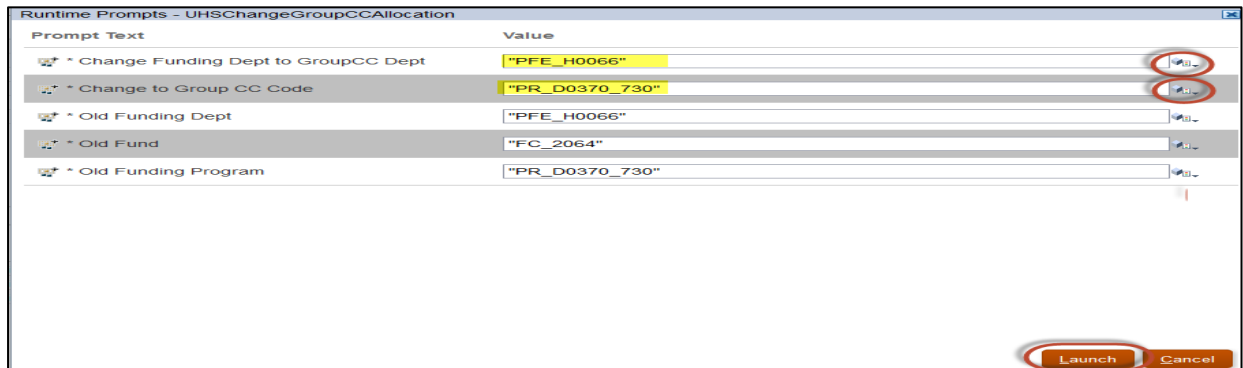 Runtime Prompts - UHSChangeGroupCCAllocation
Prompt Text Value
* Change Funding Dept to GroupCC Dept "PFE_H0066"
* Change to Group CC Code "PR_D0370_730"
* Old Funding Dept "PFE_H0066"
* Old Fund "FC_2064"
* Old Funding Program "PR_D0370_730"
Launch Cancel